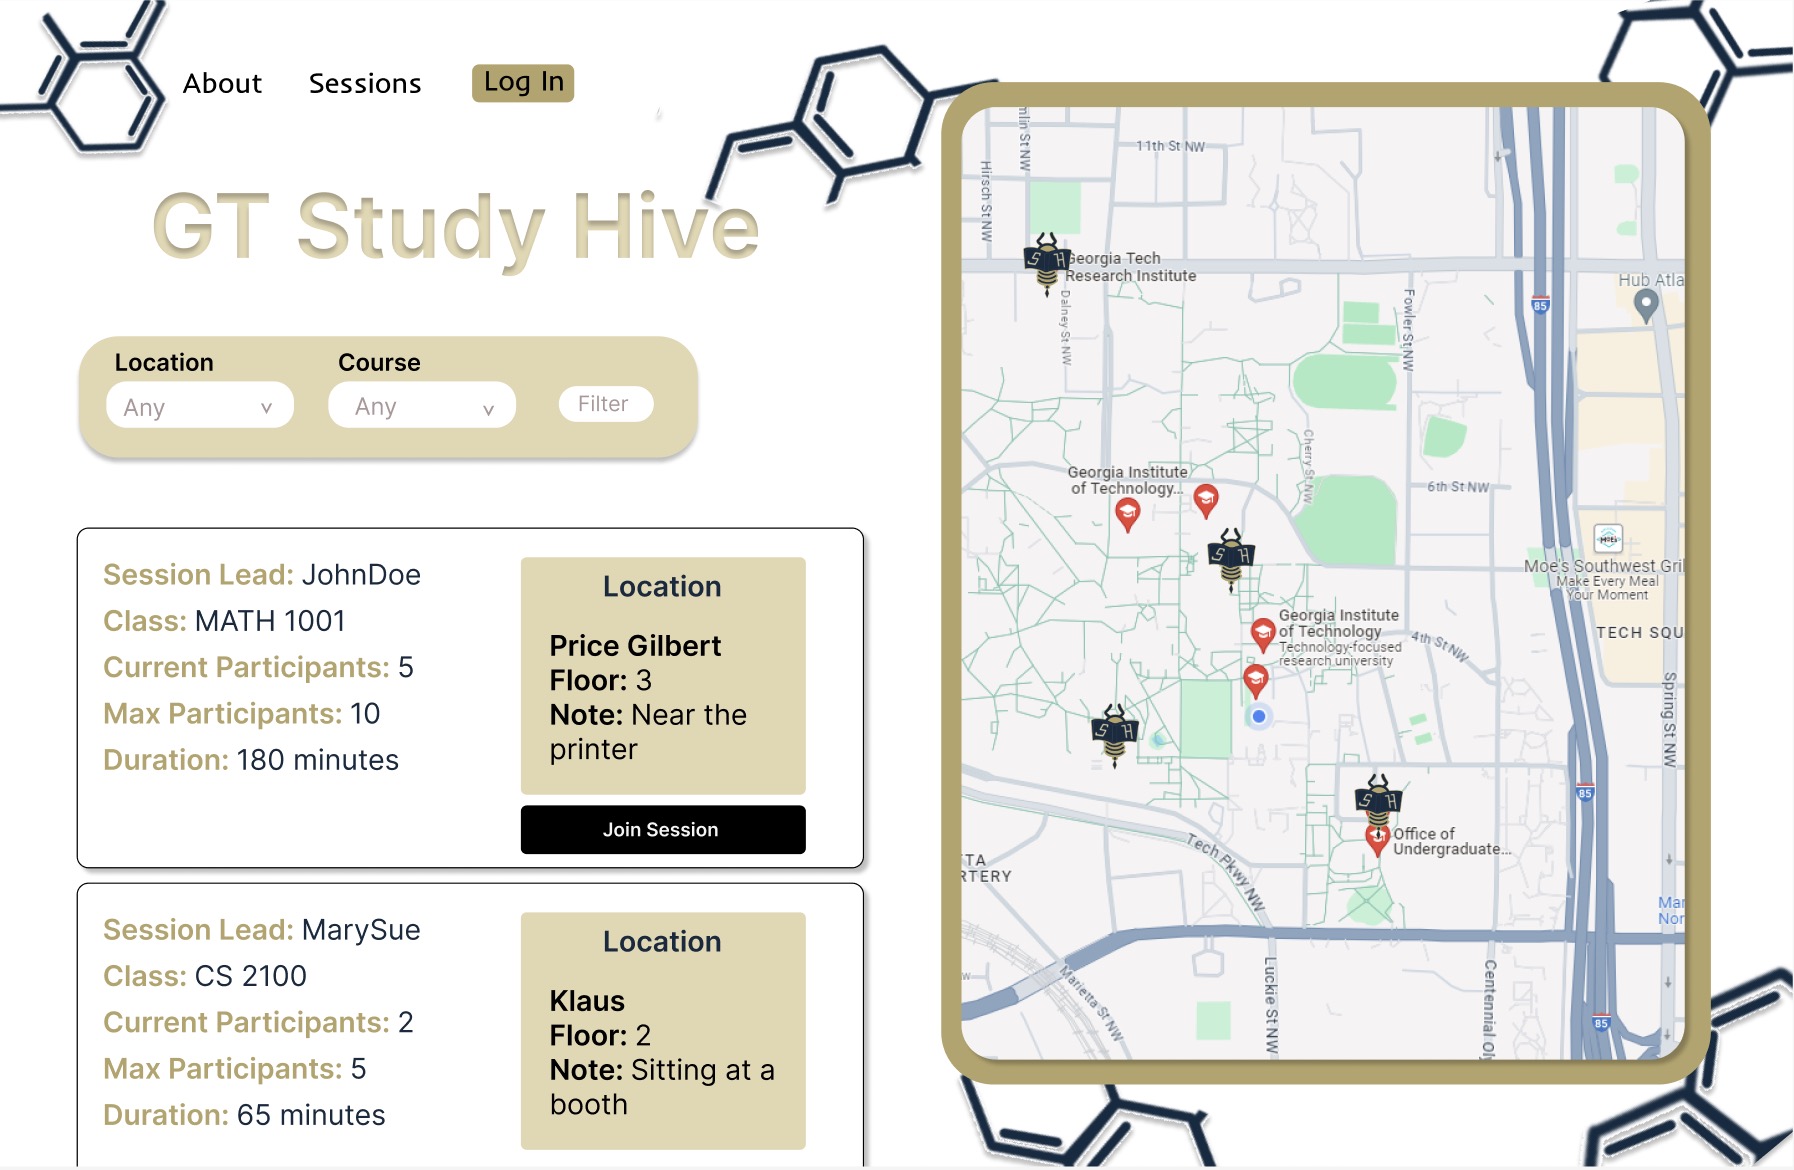 About
Sessions
Log In
GT Study Hive
Location
Course
Any
v
Any
v
Filter
Session Lead: JohnDoe
Class: MATH 1001
Current Participants: 5
Max Participants: 10
Duration: 180 minutes
Location
Price Gilbert
Floor: 3
Note: Near the
printer
Join Session
Session Lead: MarySue
Class: CS 2100
Current Participants: 2
Max Participants: 5
Duration: 65 minutes
Location
Klaus
Floor: 2
Note: Sitting at a
booth
mlin St NW
Hirsch St NW
11th St NW
S H
Georgia Tech
Research Institute
Dalney St NW
Fowler St NW
85
Hub Atla
Cherry St NW
Georgia Institute
of Technology...
6th St NW
S H
MOE's
Moe's Southwest Gril
Make Every Meal
Your Moment
TECH SQU
Georgia Institute
of Technology
Technology-focused
research university
4th St NW
Spring St NW
S H
S H
85
Office of
Undergraduate...
Tech Pkwy NW
TA
RTERY
Mar
Nor
Marietta St NW
Luckie St NW
Centennial Ol
w
85